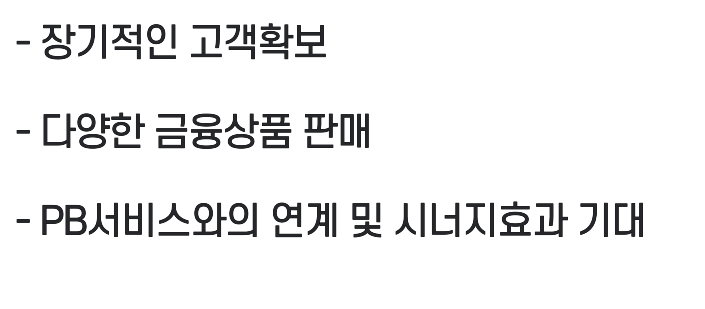 - 장기적인 고객확보
- 다양한 금융상품 판매
- PB서비스와의 연계 및 시너지효과 기대